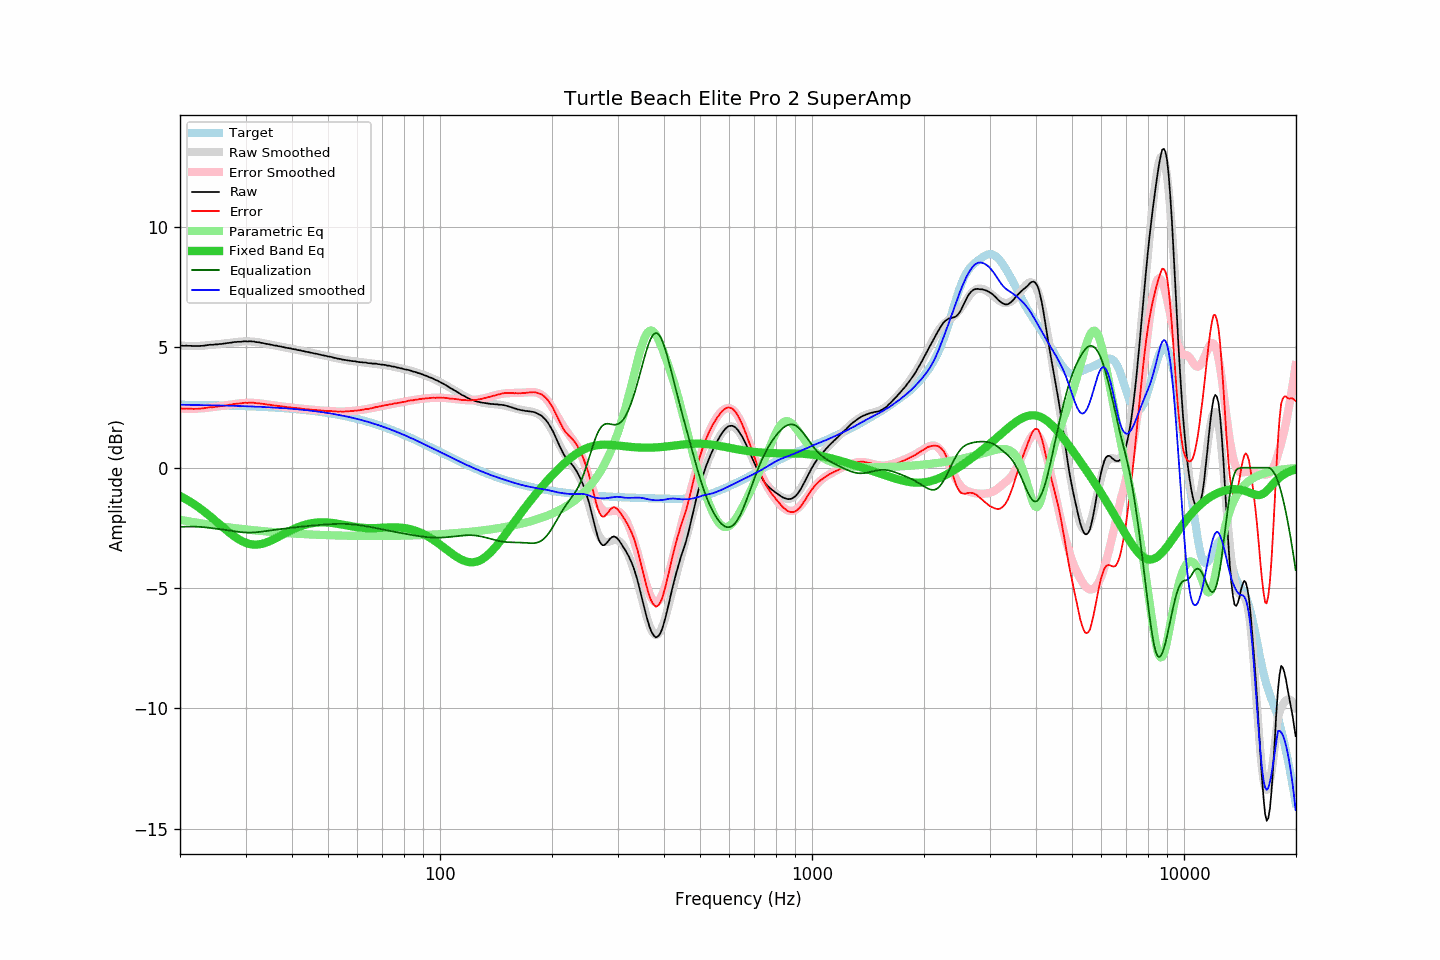 Turtle Beach Elite Pro 2 SuperAmp
Target
Raw Smoothed
Error Smoothed
Raw
Error
Parametric Eq
Fixed Band Eq
Equalization
Equalized smoothed
10
5
0
−5
−10
−15
Amplitude (dBr)
100 1000 10000
Frequency (Hz)